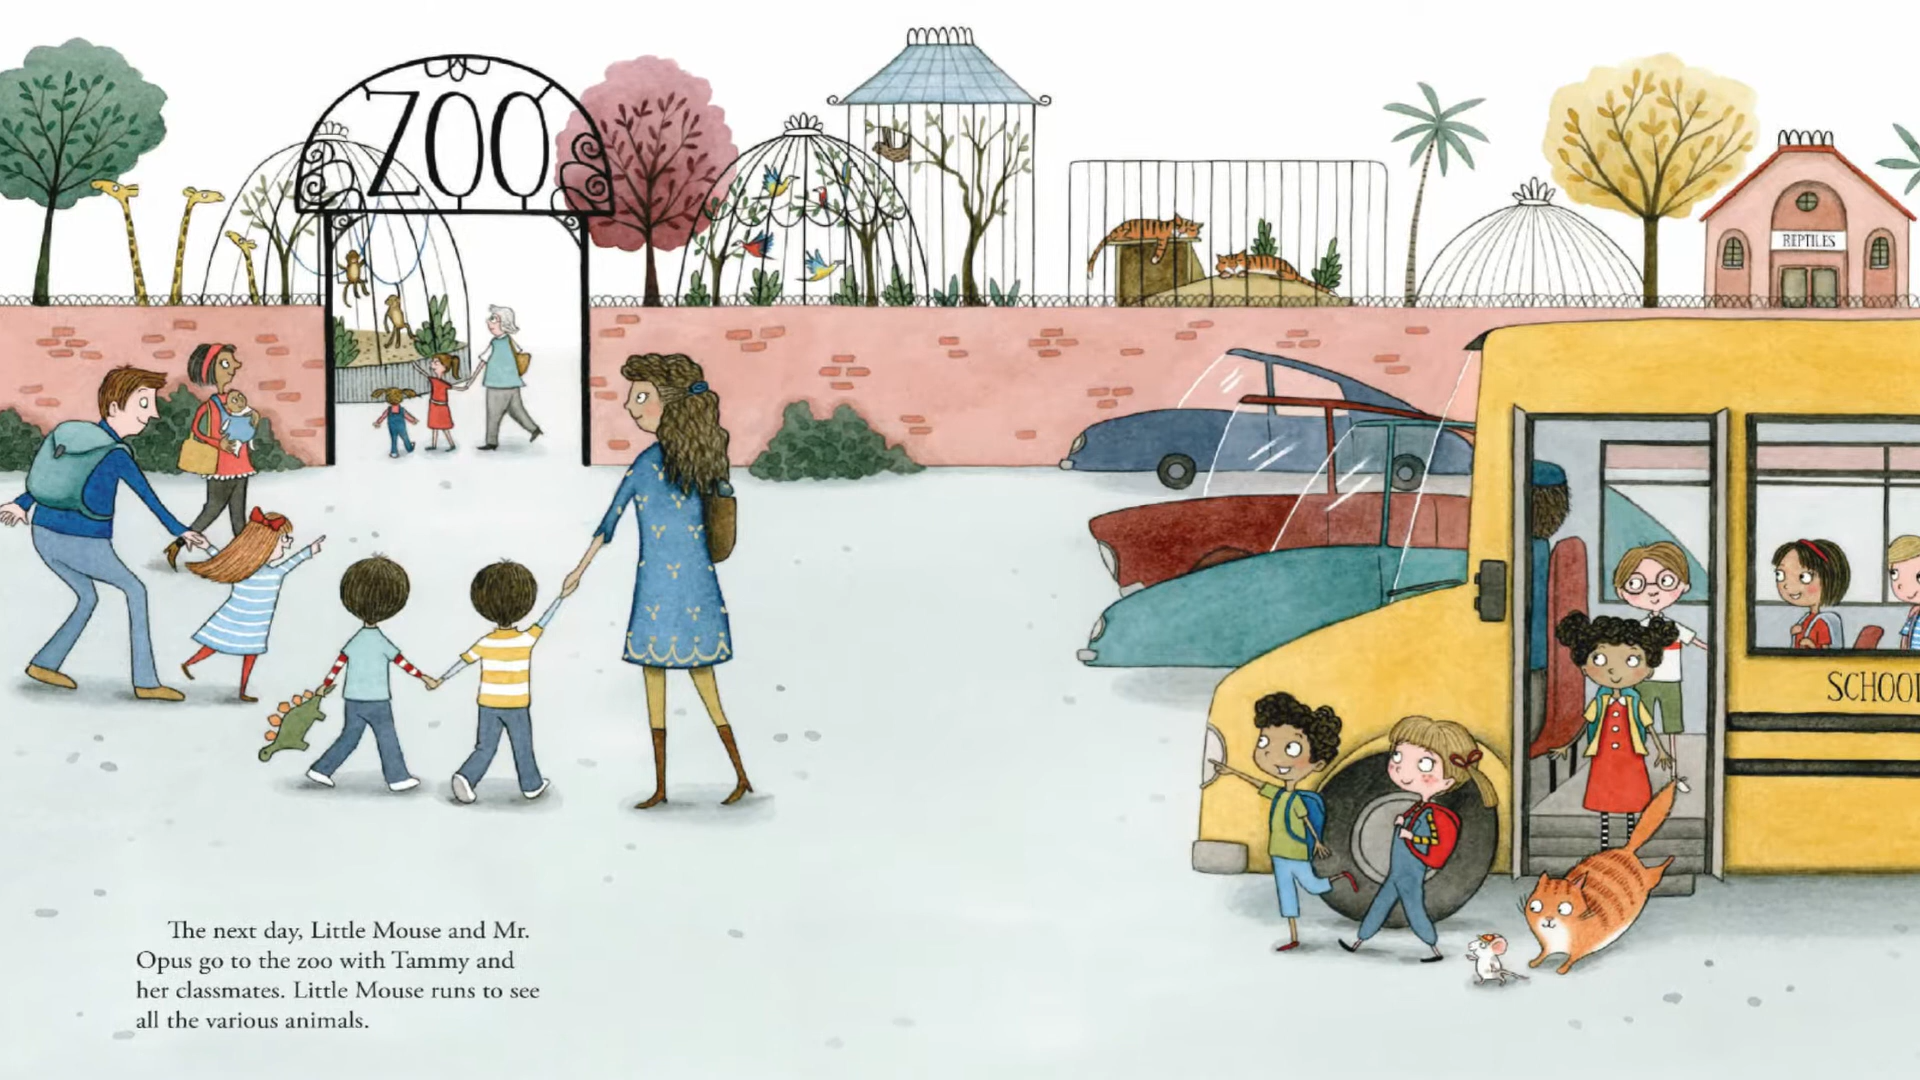 ZOO
REPTILES
SCHOOL
The next day, Little Mouse and Mr.
Opus go to the zoo with Tammy and
her classmates. Little Mouse runs to see
all the various animals.